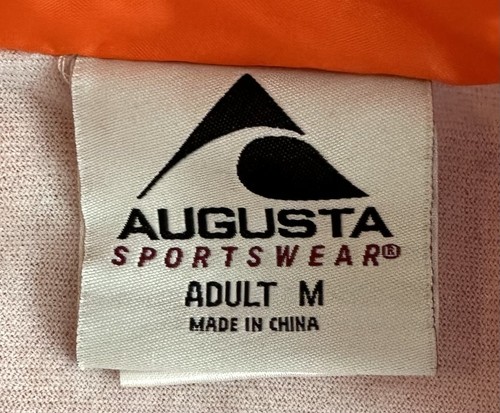 AUGUSTA
SPORTSWEAR®
ADULT M
MADE IN CHINA